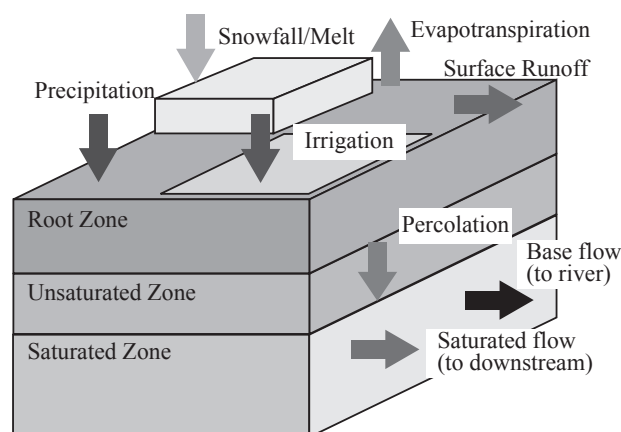 Snowfall/Melt
Evapotranspiration
Surface Runoff
Precipitation
Irrigation
Root Zone
Percolation
Base flow
(to river)
Unsaturated Zone
Saturated Zone
Saturated flow
(to downstream)